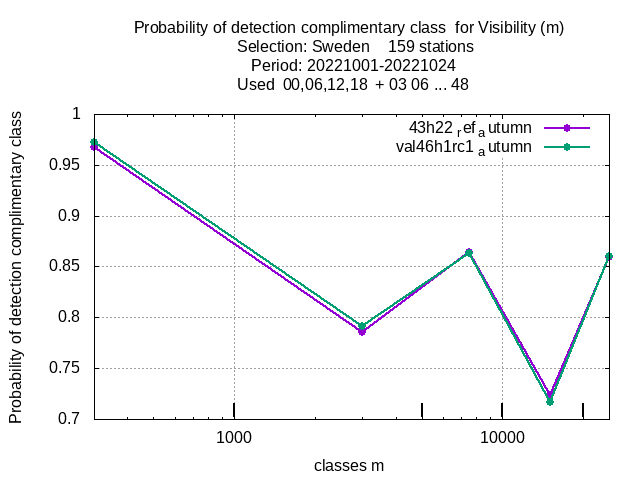 Probability of detection complimentary class for Visibility (m)
Selection: Sweden 159 stations
Period: 20221001-20221024
Used 00,06,12,18 + 03 06 ... 48
Probability of detection complimentary class
1
0.95
0.9
0.85
0.8
0.75
0.7
43h22 ref autumn
val46h1rc1 autumn
1000
10000
classes m